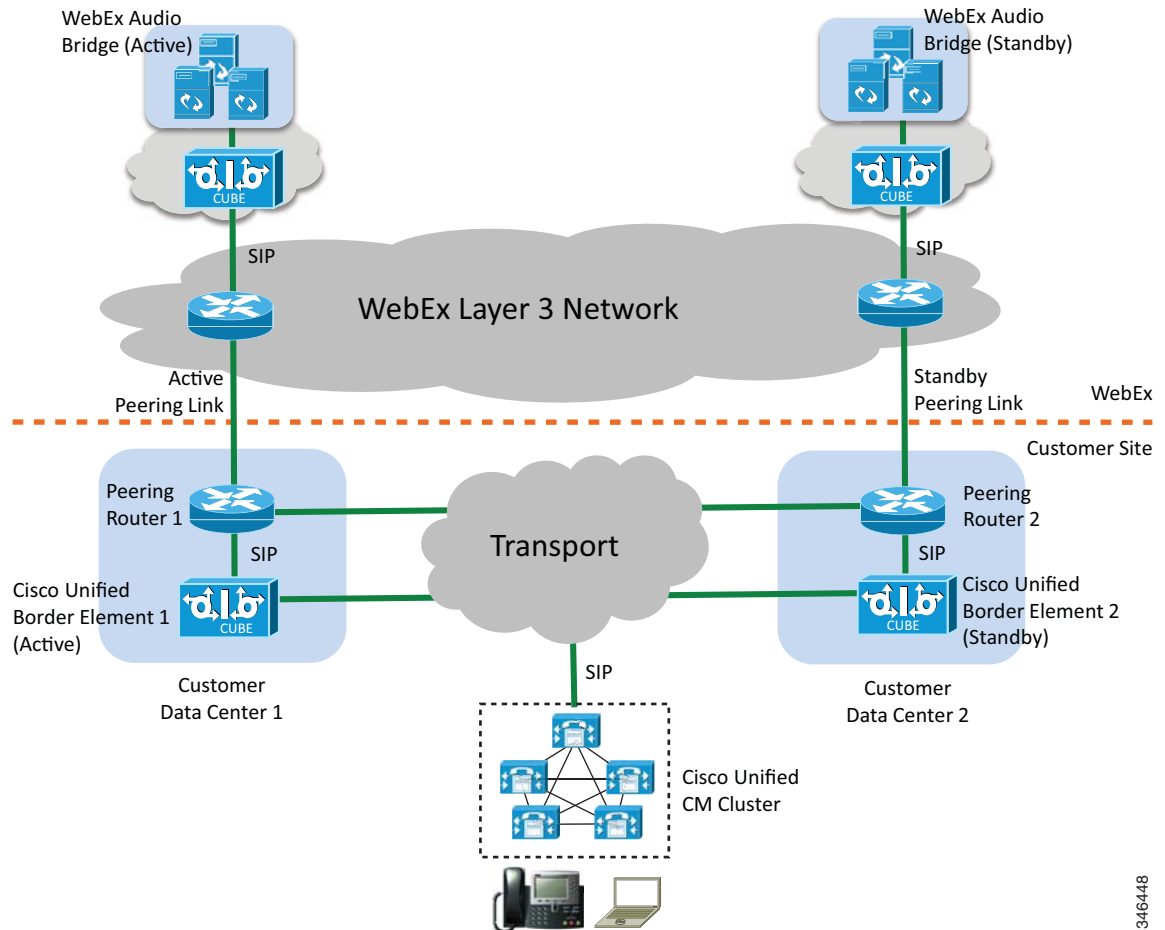 WebEx Audio
Bridge (Active)
WebEx Audio
Bridge (Standby)
CUBE
CUBE
SIP
SIP
WebEx Layer 3 Network
Active
Peering Link
Standby
Peering Link
WebEx
Customer Site
Peering
Router 1
Peering
Router 2
Transport
SIP
SIP
Cisco Unified
Border Element 1
(Active)
CUBE
CUBE
Cisco Unified
Border Element 2
(Standby)
SIP
Customer
Data Center 1
Customer
Data Center 2
Cisco Unified
CM Cluster
346448